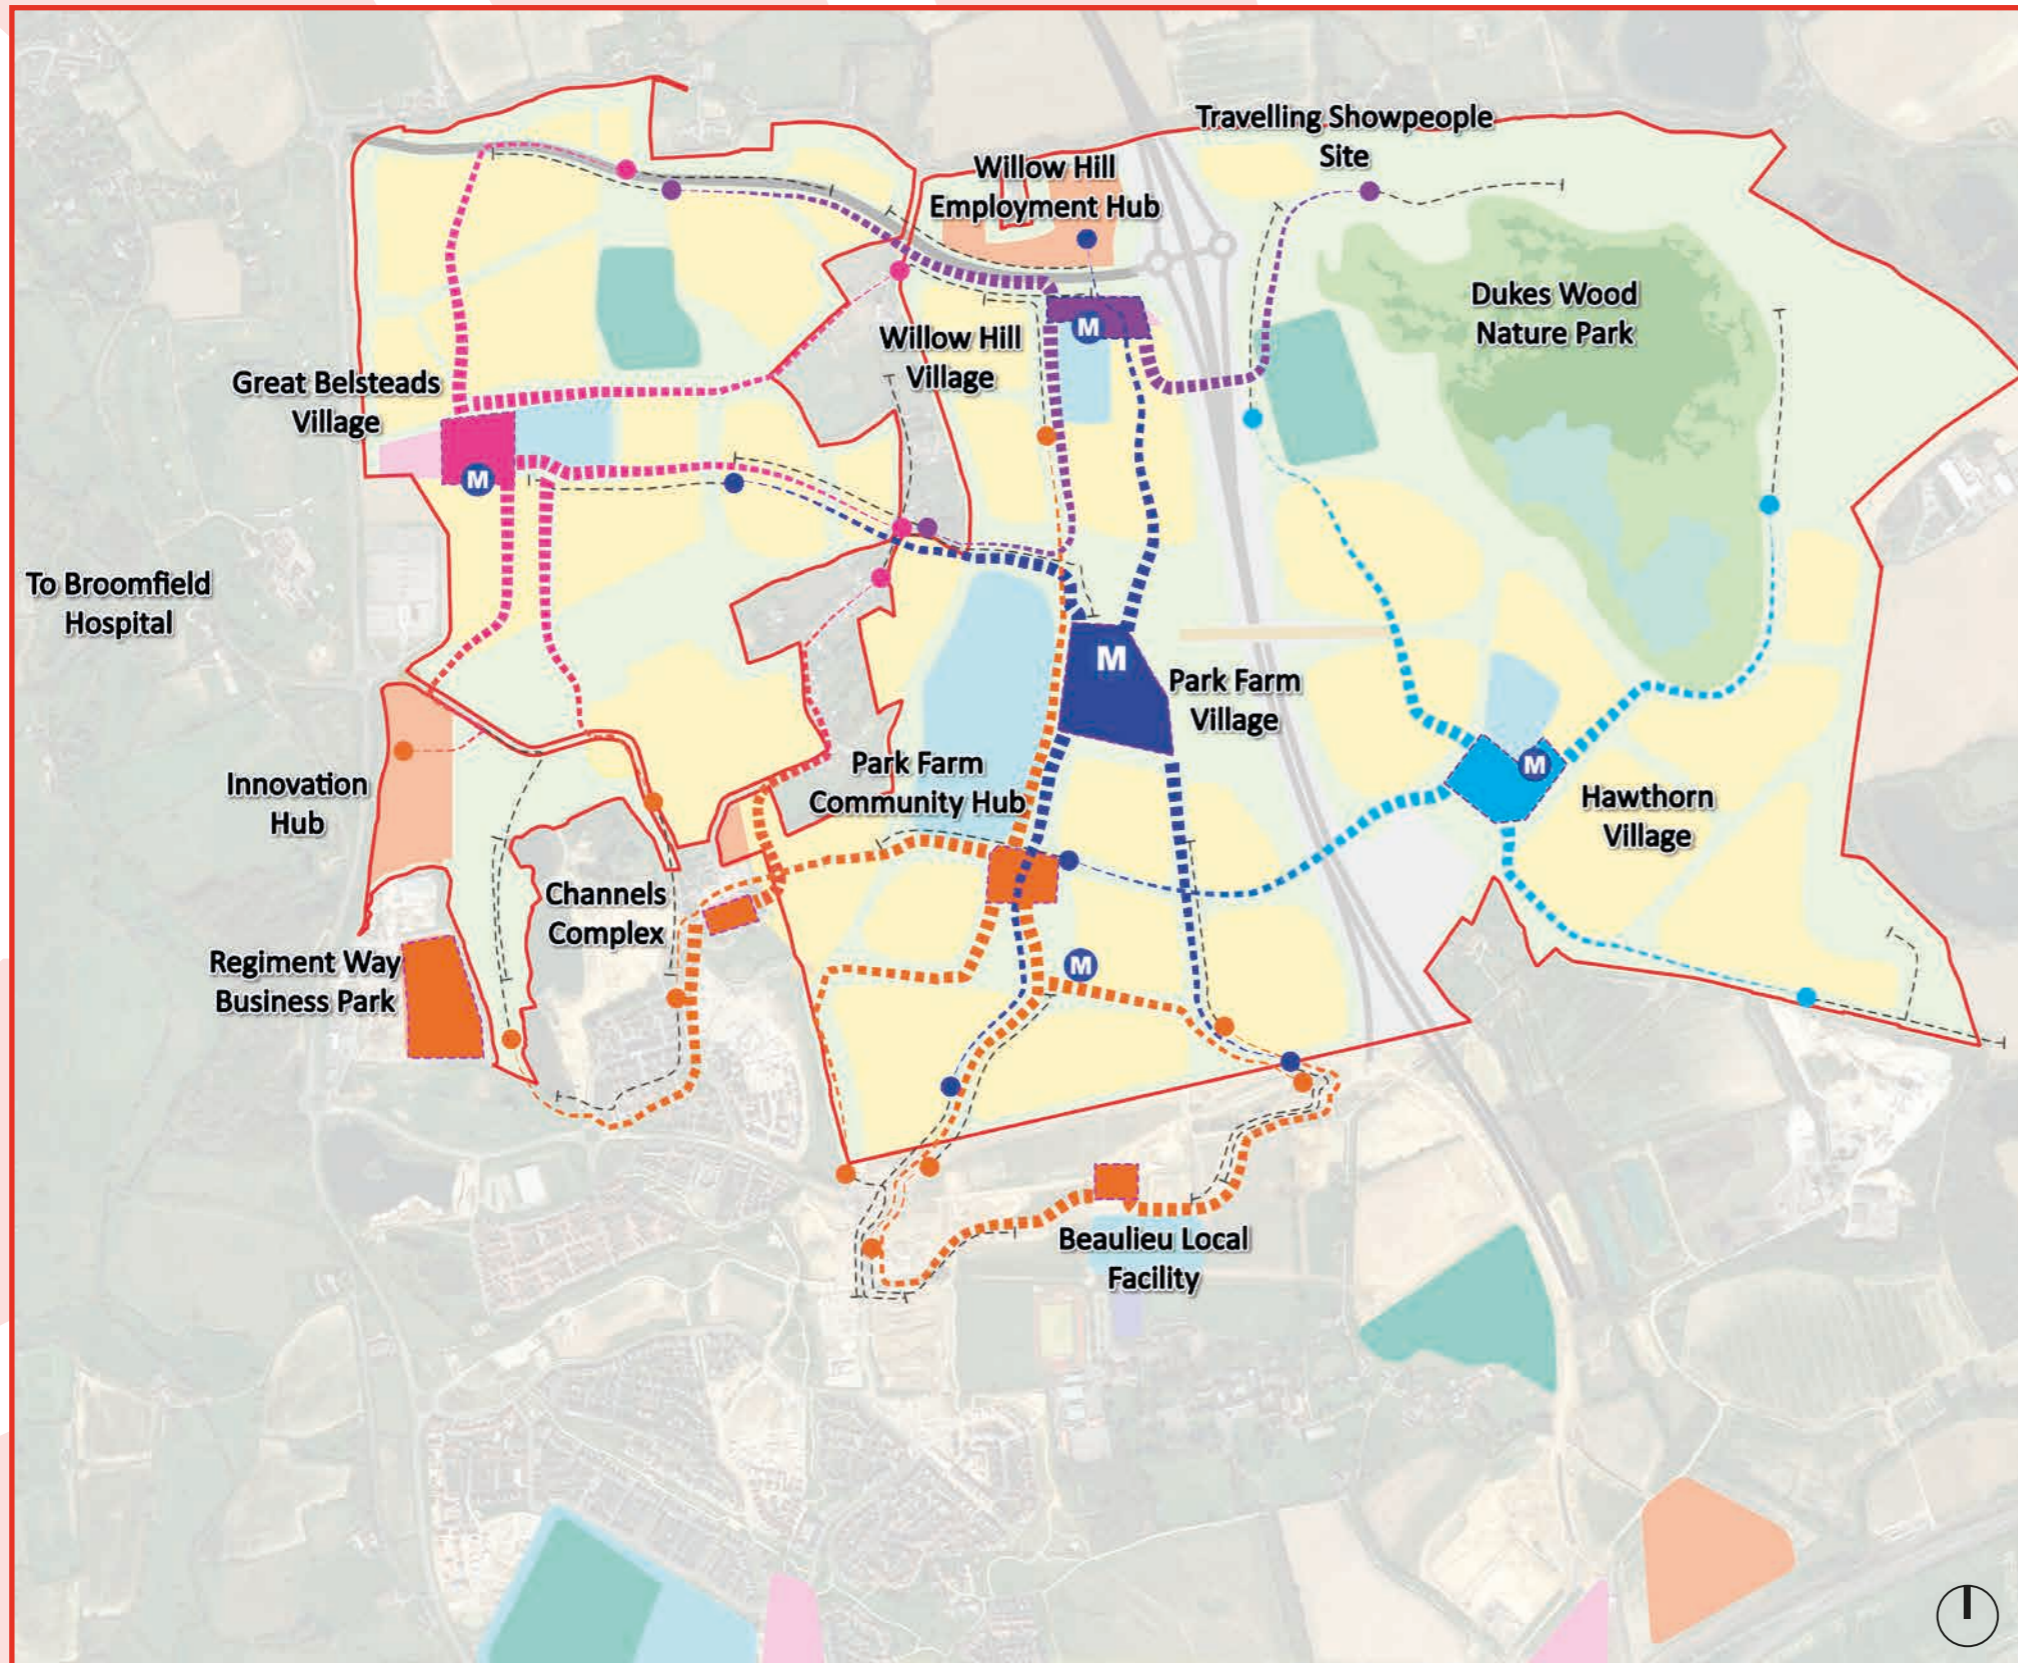 Travelling Showpeople
Site
Willow Hill
Employment Hub
Dukes Wood
Nature Park
M
Willow Hill
Village
Great Belsteads
Village
M
To Broomfield
Hospital
M
Park Farm
Village
Park Farm
Community Hub
M
Hawthorn
Village
Innovation
Hub
Channels
Complex
Regiment Way
Business Park
M
Beaulieu Local
Facility